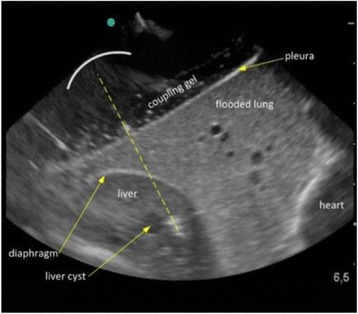 pleura
coupling gel
flooded lung
liver
heart
diaphragm
liver cyst
6,5